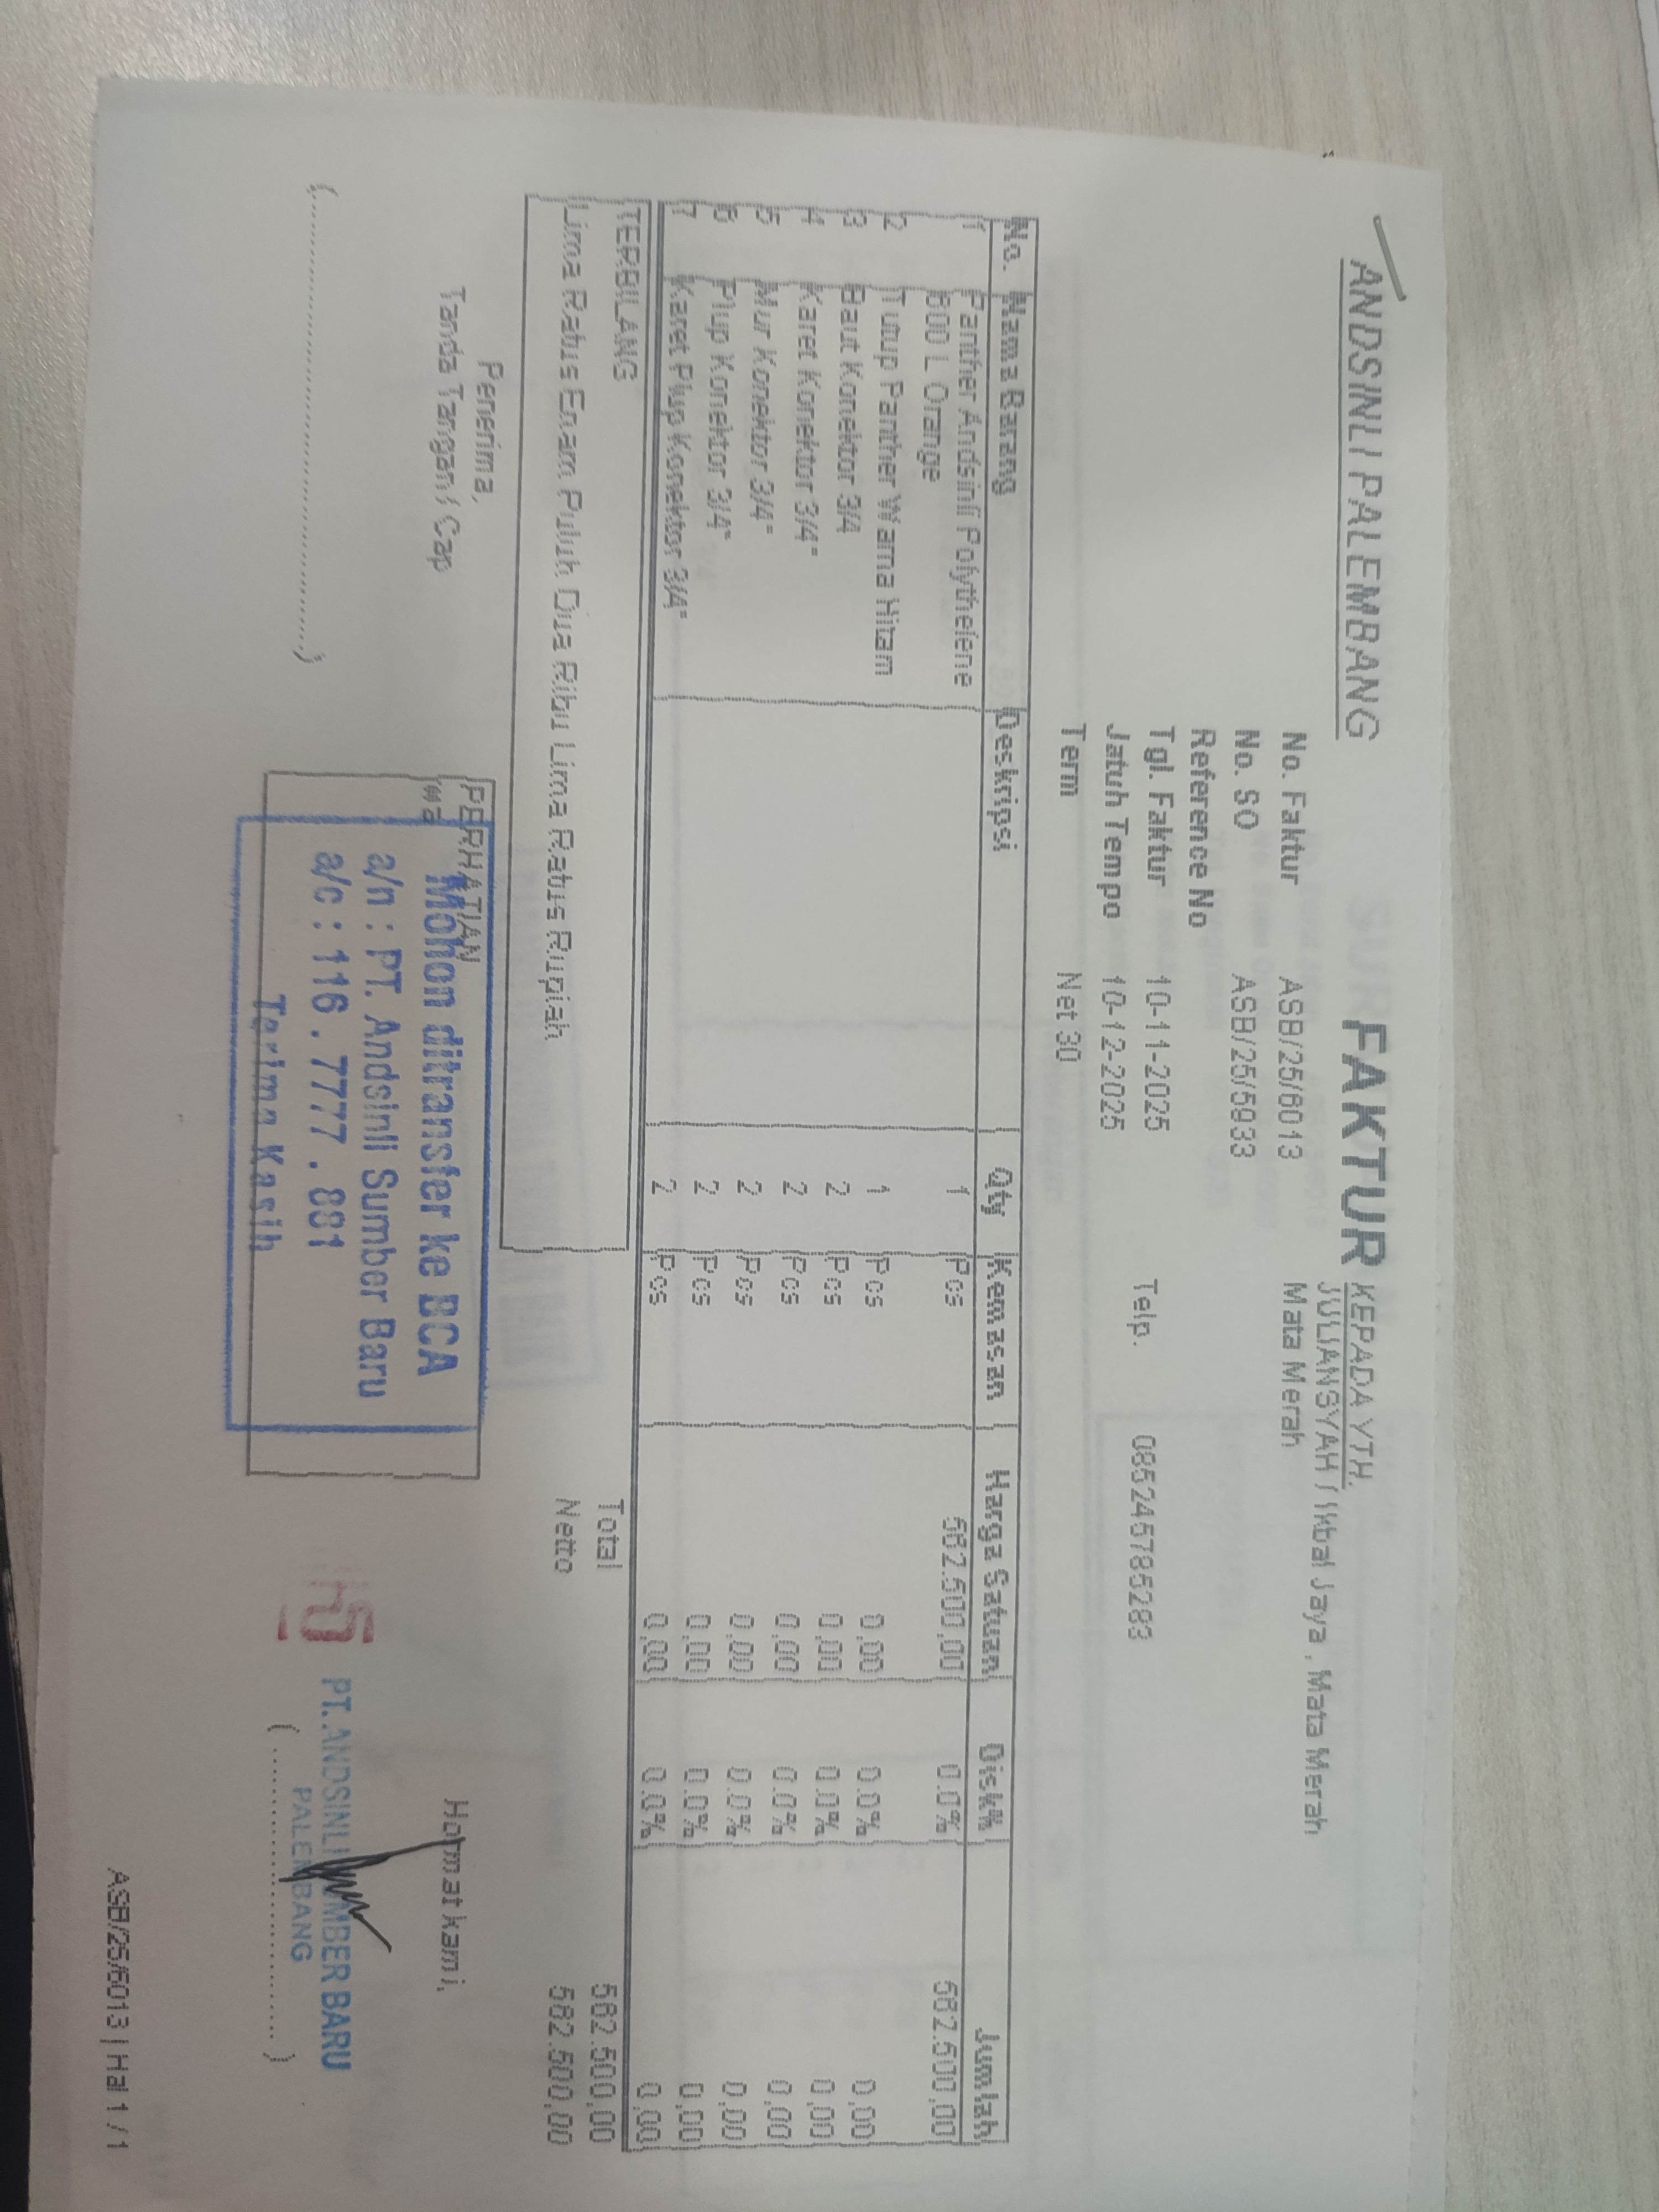 ANDSINLI PALEMBANG
FAKTUR
KEPADA YTH.
JULIANSYAH / Ikbal Jaya , Mata Merah
Mata Merah
No. Faktur ASB/25/6013
No. SO ASB/25/5933
Reference No
Tgl. Faktur 10-11-2025
Telp. 085245785283
Jatuh Tempo 10-12-2025
Term Net 30
No. Nama Barang Deskripsi Qty Kemasan Harga Satuan Disk% Jumlah
1 Panther Andsinli Polythelene 1 Pcs 562.500,00 0.0% 562.500,00
600 L Orange
2 Tutup Panther Warna Hitam 1 Pcs 0,00 0.0% 0,00
3 Baut Konektor 3/4 2 Pcs 0,00 0.0% 0,00
4 Karet Konektor 3/4" 2 Pcs 0,00 0.0% 0,00
5 Mur Konektor 3/4" 2 Pcs 0,00 0.0% 0,00
6 Plup Konektor 3/4" 2 Pcs 0,00 0.0% 0,00
7 Karet Plup Konektor 3/4" 2 Pcs 0,00 0.0% 0,00
TERBILANG
Lima Ratus Enam Puluh Dua Ribu Lima Ratus Rupiah
Total 562.500,00
Netto 562.500,00
Penerima,
Tanda Tangan / Cap
(..............................)
PERHATIAN
Mohon ditransfer ke BCA
a/n : PT. Andsinli Sumber Baru
a/c : 116 . 7777 . 881
Terima Kasih
Hormat kami,
PT. ANDSINLI SUMBER BARU
PALEMBANG
( .............................. )
ASB/25/6013 | Hal 1 / 1